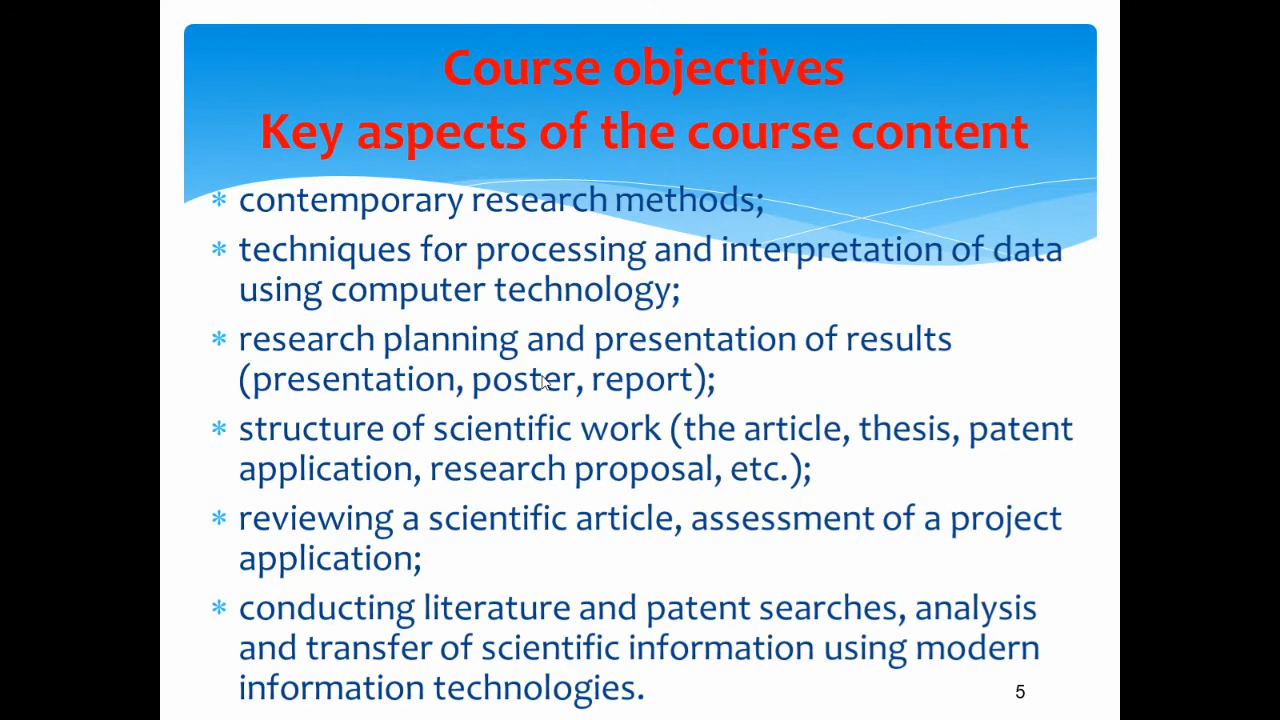 Course objectives
Key aspects of the course content
* contemporary research methods;
* techniques for processing and interpretation of data
using computer technology;
* research planning and presentation of results
(presentation, poster, report);
* structure of scientific work (the article, thesis, patent
application, research proposal, etc.);
* reviewing a scientific article, assessment of a project
application;
* conducting literature and patent searches, analysis
and transfer of scientific information using modern
information technologies.
5